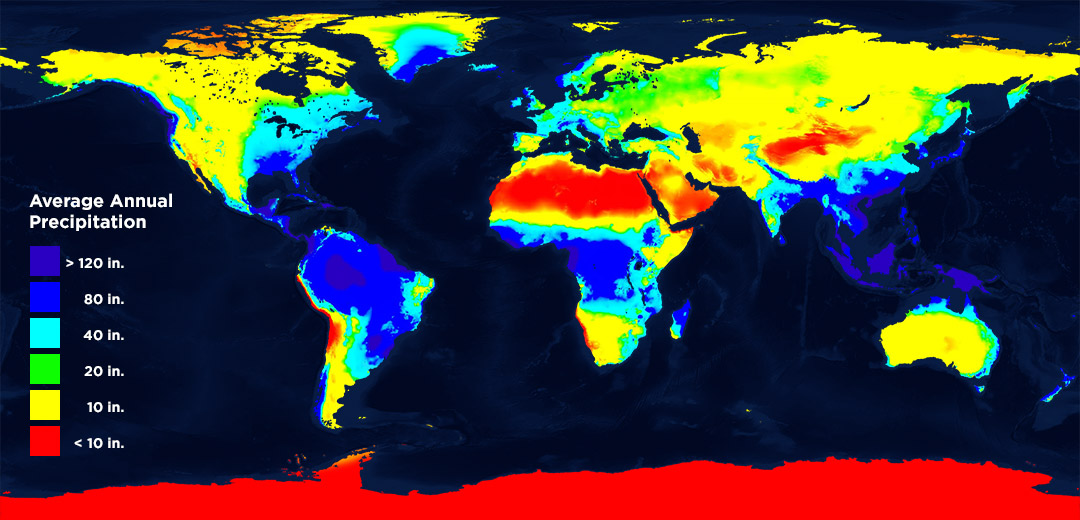 Average Annual
Precipitation
> 120 in.
80 in.
40 in.
20 in.
10 in.
< 10 in.